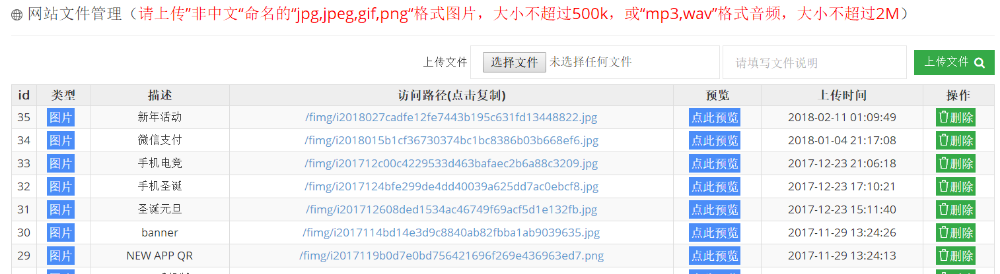 网站文件管理（请上传”非中文“命名的“jpg,jpeg,gif,png“格式图片，大小不超过500k，或“mp3,wav”格式音频，大小不超过2M）
上传文件 选择文件 未选择任何文件 请填写文件说明 上传文件
id 类型 描述 访问路径(点击复制) 预览 上传时间 操作
35 图片 新年活动 /fimg/i2018027cadfe12fe7443b195c631fd13448822.jpg 点此预览 2018-02-11 01:09:49 删除
34 图片 微信支付 /fimg/i2018015b1cf36730374bc1bc8386b03b668ef6.jpg 点此预览 2018-01-04 21:17:08 删除
33 图片 手机电竞 /fimg/i201712c00c4229533d463bafaec2b6a88c3209.jpg 点此预览 2017-12-23 21:06:18 删除
32 图片 手机圣诞 /fimg/i2017124bfe299de4dd40039a625dd7ac0ebcf8.jpg 点此预览 2017-12-23 17:10:21 删除
31 图片 圣诞元旦 /fimg/i201712608ded1534ac46749f69acf5d1e132fb.jpg 点此预览 2017-12-23 15:11:40 删除
30 图片 banner /fimg/i2017114bd14e3d9c8840ab82fbba1ab9039635.jpg 点此预览 2017-11-29 13:24:26 删除
29 图片 NEW APP QR /fimg/i2017119b0d7e0bd756421696f269e436963ed7.png 点此预览 2017-11-29 13:24:13 删除